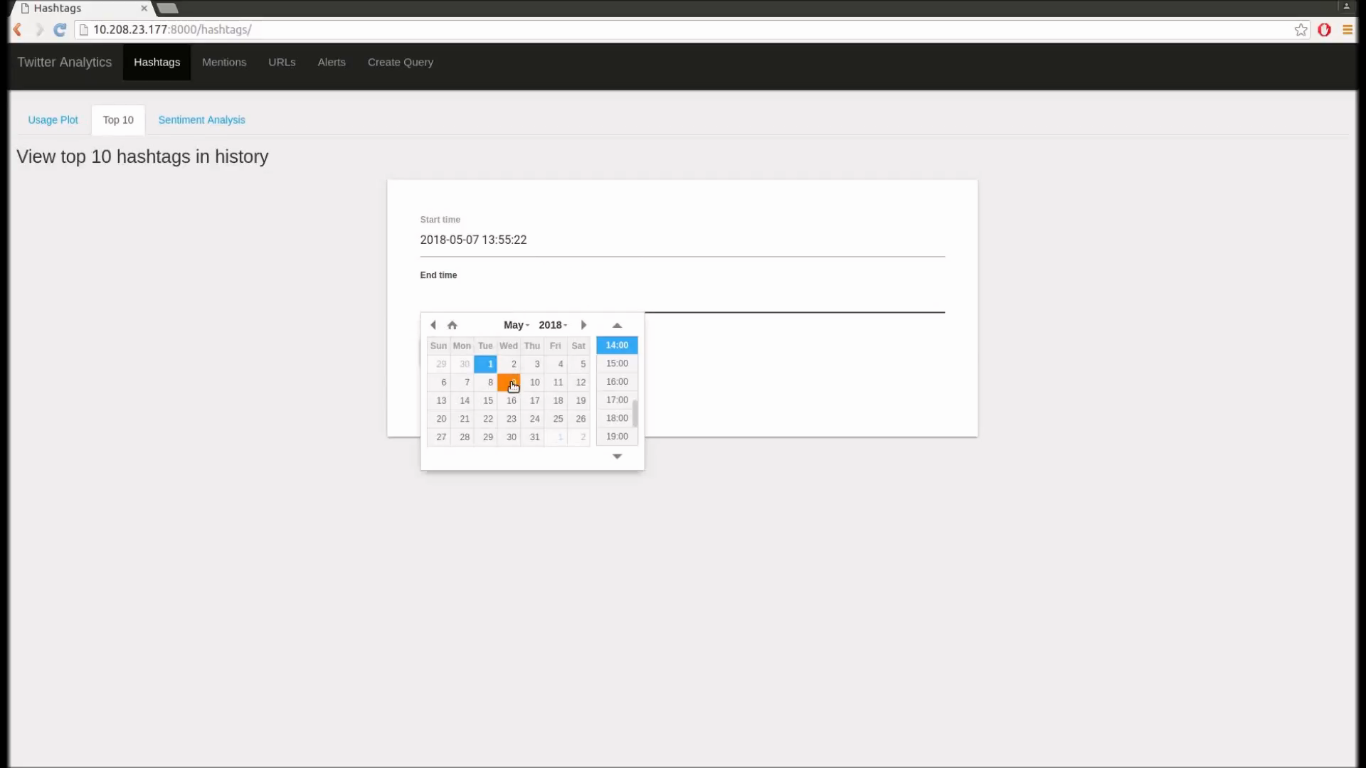 Hashtags
10.208.23.177:8000/hashtags/
Twitter Analytics Hashtags Mentions URLs Alerts Create Query
Usage Plot Top 10 Sentiment Analysis
View top 10 hashtags in history
Start time
2018-05-07 13:55:22
End time
May 2018
Sun Mon Tue Wed Thu Fri Sat 14:00
29 30 1 2 3 4 5 15:00
6 7 8 10 11 12 16:00
13 14 15 16 17 18 19 17:00
20 21 22 23 24 25 26 18:00
27 28 29 30 31 1 2 19:00